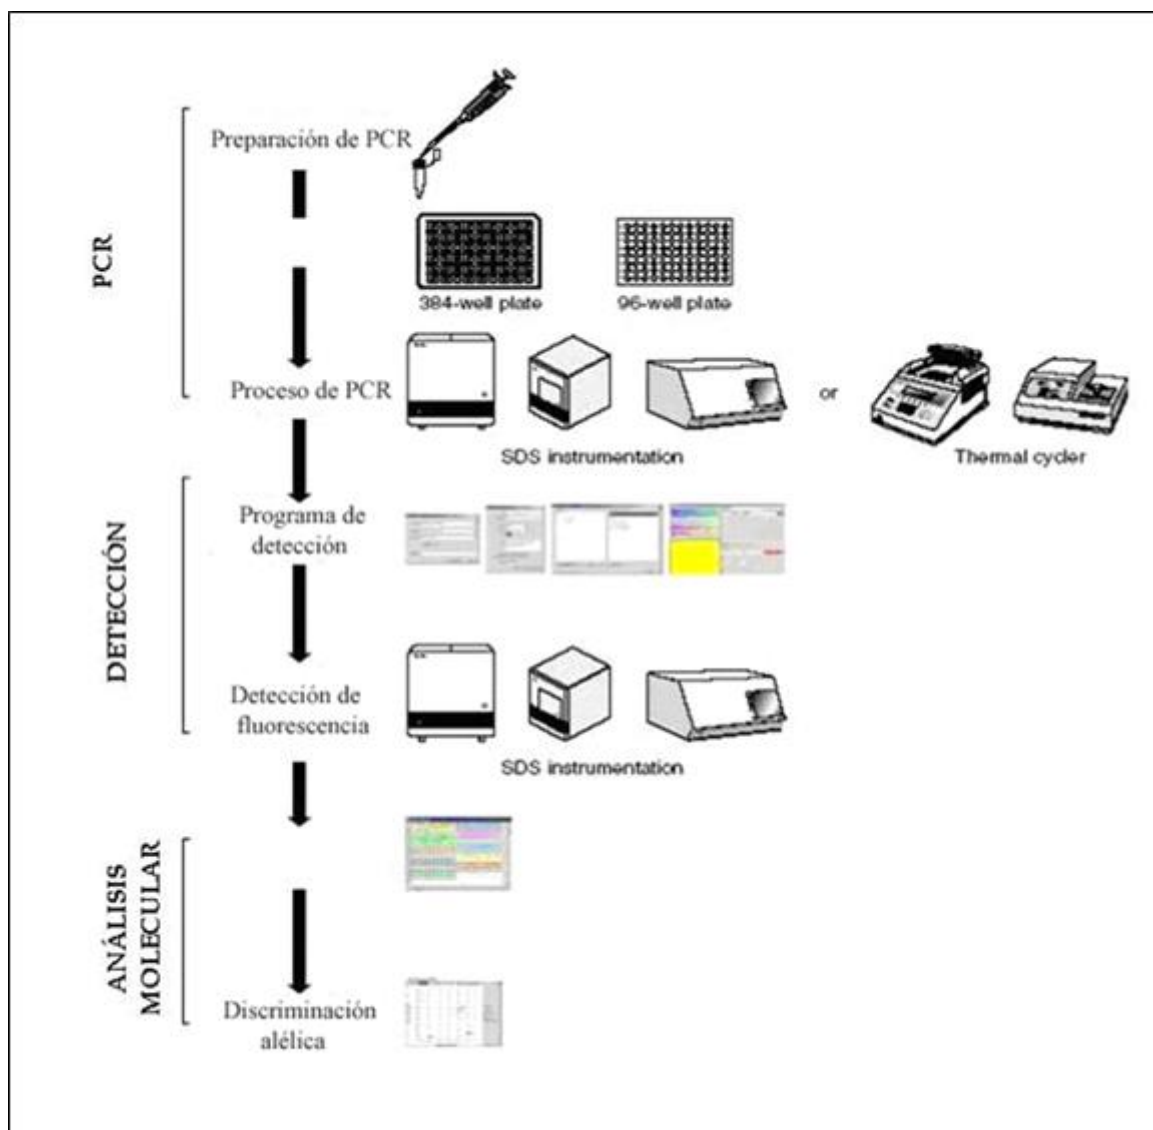 PCR
Preparación de PCR
384-well plate
96-well plate
Proceso de PCR
or
SDS instrumentation
Thermal cycler
DETECCIÓN
Programa de
detección
Detección de
fluorescencia
SDS instrumentation
ANÁLISIS
MOLECULAR
Discriminación
alélica